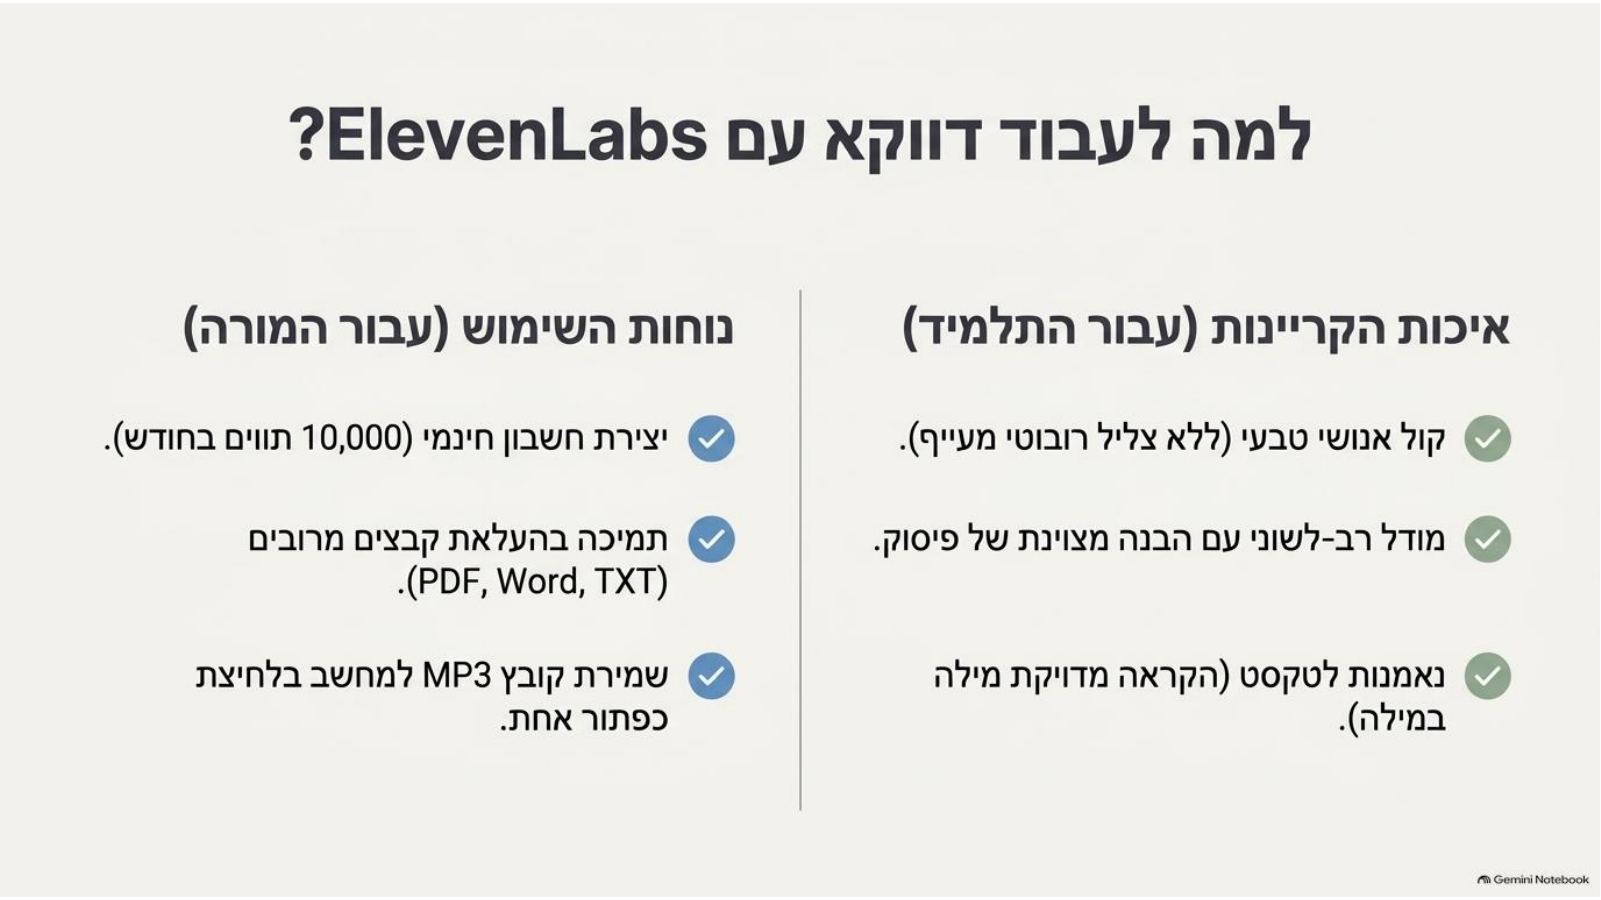 למה לעבוד דווקא עם ElevenLabs?
איכות הקריינות (עבור התלמיד)
קול אנושי טבעי (ללא צליל רובוטי מעייף).
מודל רב-לשוני עם הבנה מצוינת של פיסוק.
נאמנות לטקסט (הקראה מדויקת מילה
במילה).
נוחות השימוש (עבור המורה)
יצירת חשבון חינמי (10,000 תווים בחודש).
תמיכה בהעלאת קבצים מרובים
(PDF, Word, TXT).
שמירת קובץ MP3 למחשב בלחיצת
כפתור אחת.
Gemini Notebook